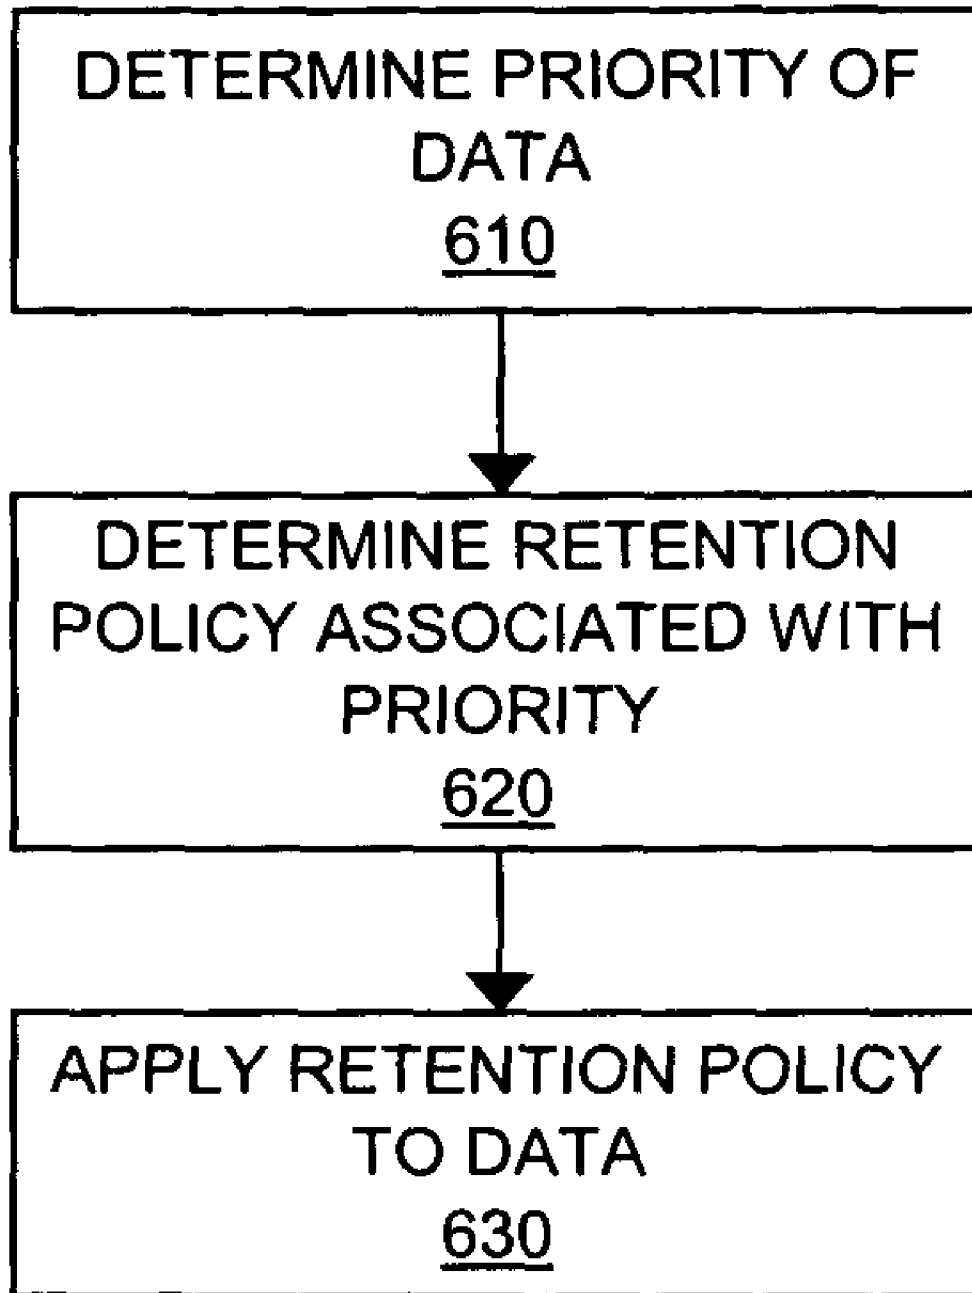 DETERMINE PRIORITY OF
DATA
610
DETERMINE RETENTION
POLICY ASSOCIATED WITH
PRIORITY
620
APPLY RETENTION POLICY
TO DATA
630